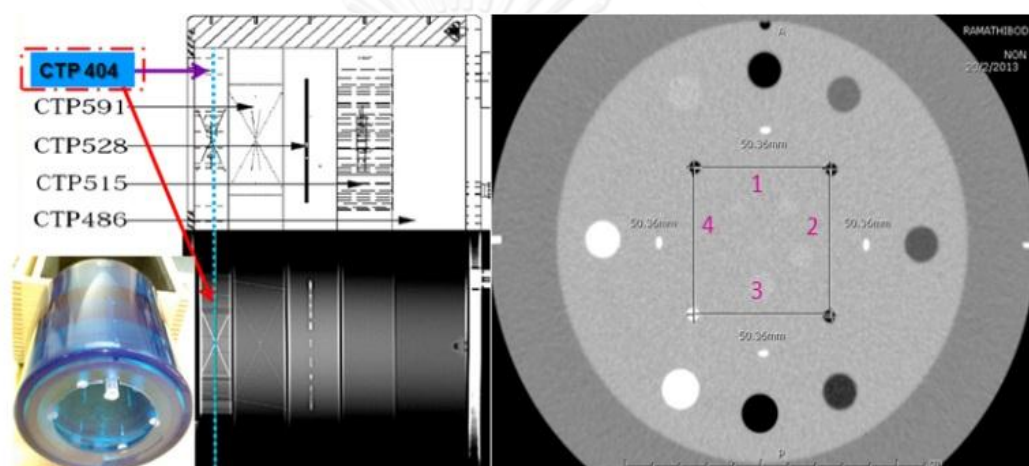 CTP 404
CTP591
CTP528
CTP515
CTP486
RAMATHIBOD
NON
20/2/2013
A
50.36mm
1
50.36mm
4
2
50.36mm
3
50.36mm
P